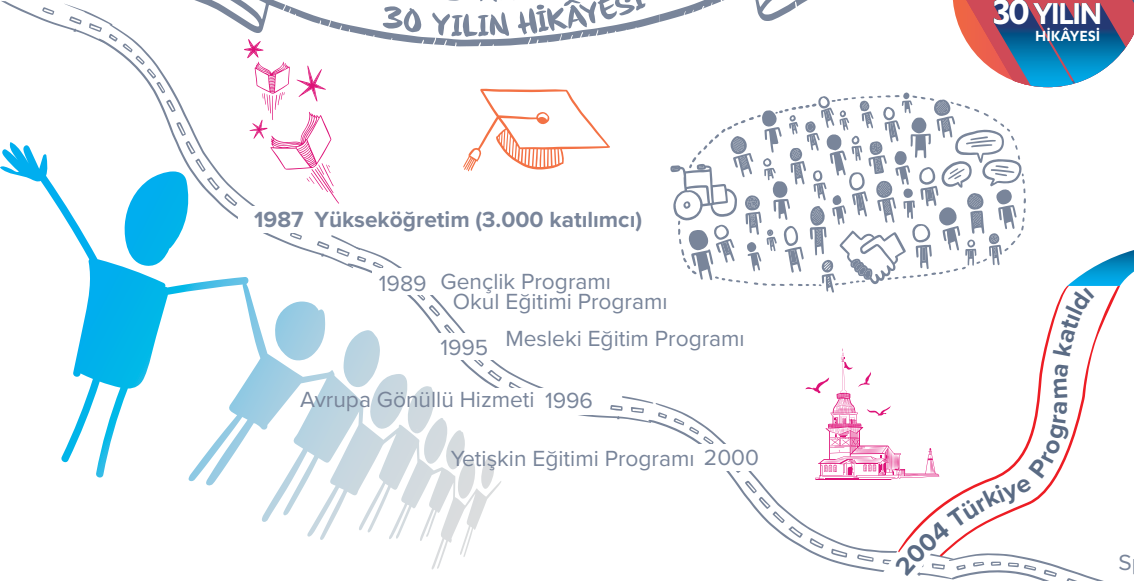 30 YILIN HİKÂYESİ
30 YILIN
HİKÂYESİ
1987 Yükseköğretim (3.000 katılımcı)
1989 Gençlik Programı
Okul Eğitimi Programı
1995 Mesleki Eğitim Programı
Avrupa Gönüllü Hizmeti 1996
Yetişkin Eğitimi Programı 2000
2004 Türkiye Programa katıldı